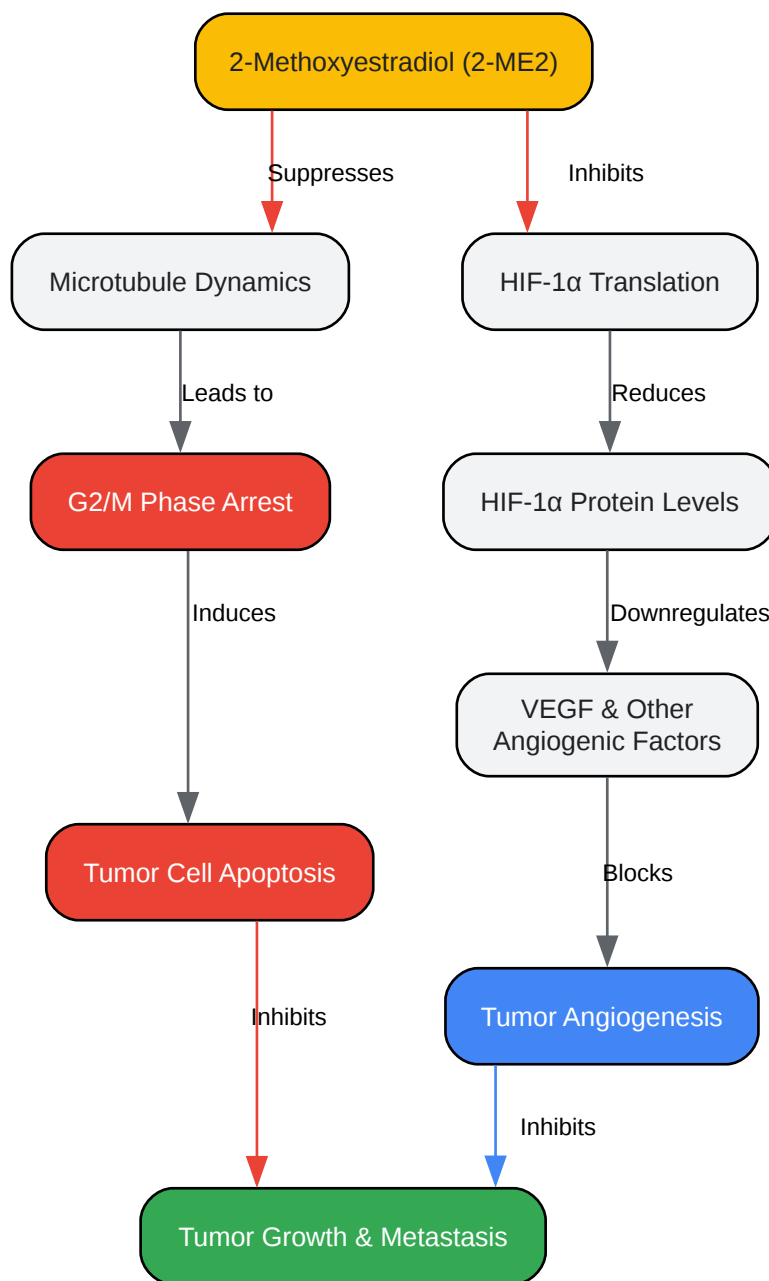 2-Methoxyestradiol (2-ME2)
Suppresses
Inhibits
Microtubule Dynamics
HIF-1α Translation
Leads to
Reduces
G2/M Phase Arrest
HIF-1α Protein Levels
Induces
Downregulates
VEGF & Other
Angiogenic Factors
Tumor Cell Apoptosis
Blocks
Inhibits
Tumor Angiogenesis
Inhibits
Tumor Growth & Metastasis